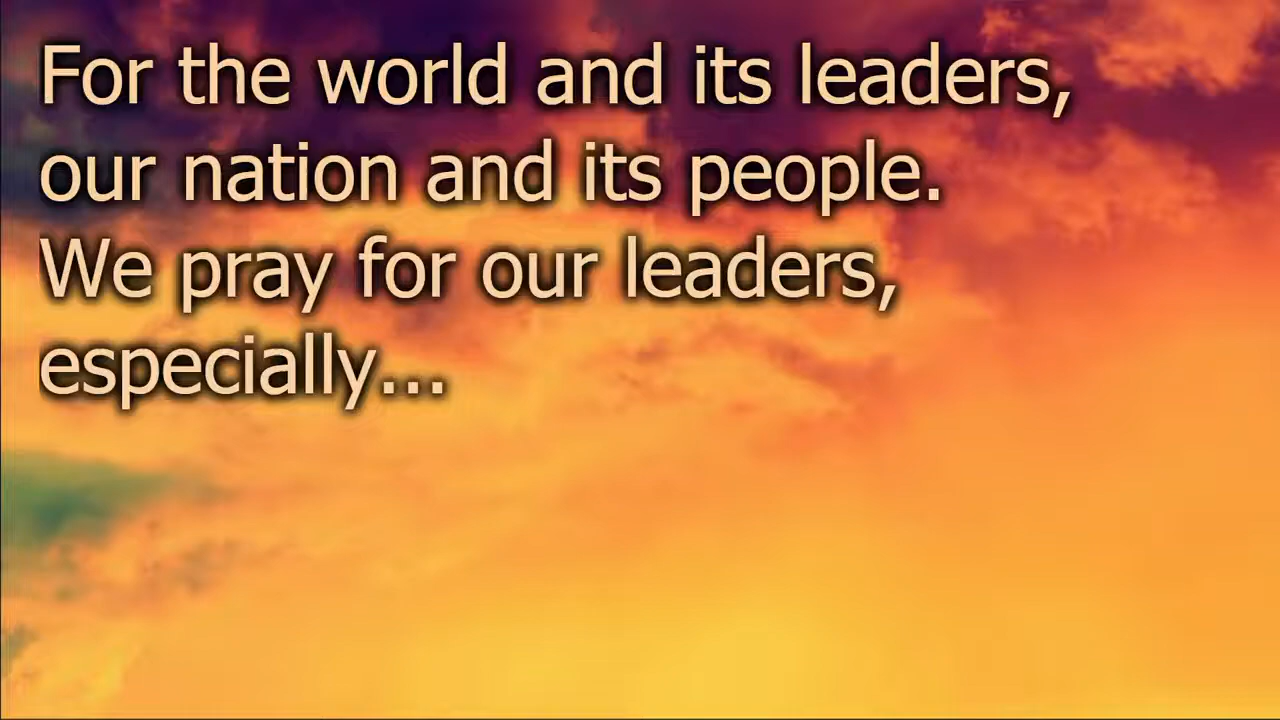 For the world and its leaders,
our nation and its people.
We pray for our leaders,
especially...